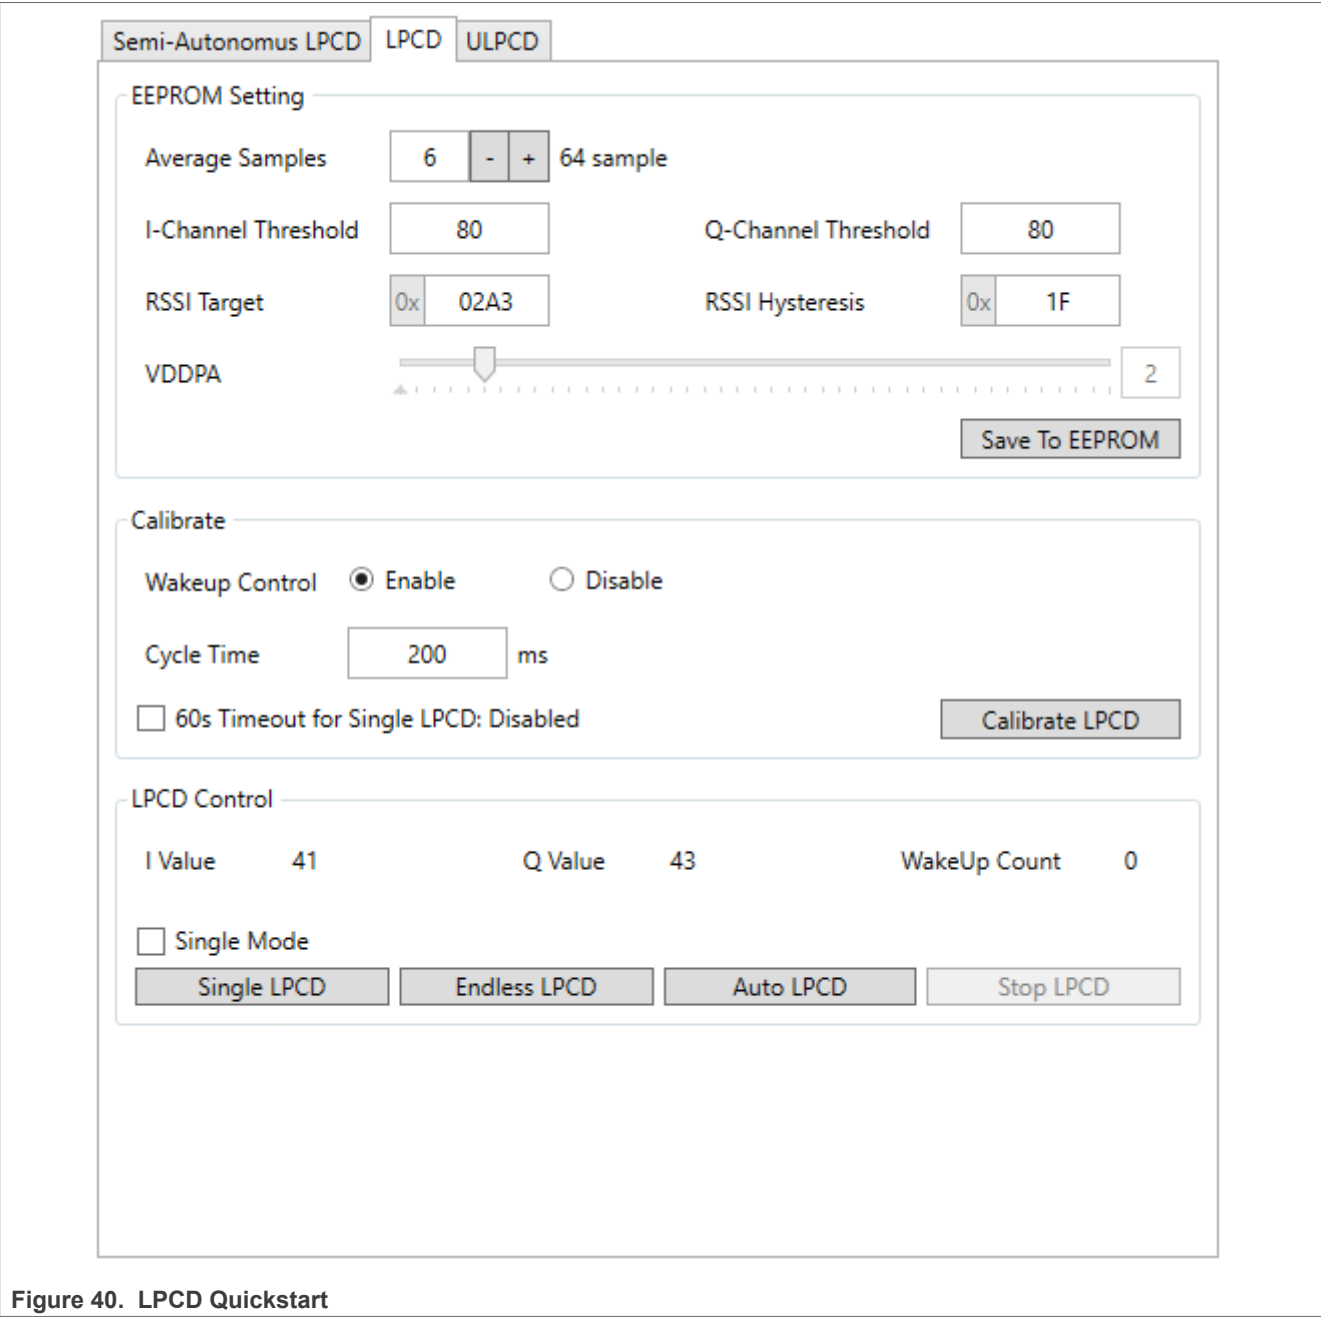 Semi-Autonomus LPCD LPCD ULPCD
EEPROM Setting
Average Samples 6 - + 64 sample
I-Channel Threshold 80 Q-Channel Threshold 80
RSSI Target 0x 02A3 RSSI Hysteresis 0x 1F
VDDPA 2
Save To EEPROM
Calibrate
Wakeup Control Enable Disable
Cycle Time 200 ms
60s Timeout for Single LPCD: Disabled Calibrate LPCD
LPCD Control
I Value 41 Q Value 43 WakeUp Count 0
Single Mode
Single LPCD Endless LPCD Auto LPCD Stop LPCD
Figure 40. LPCD Quickstart